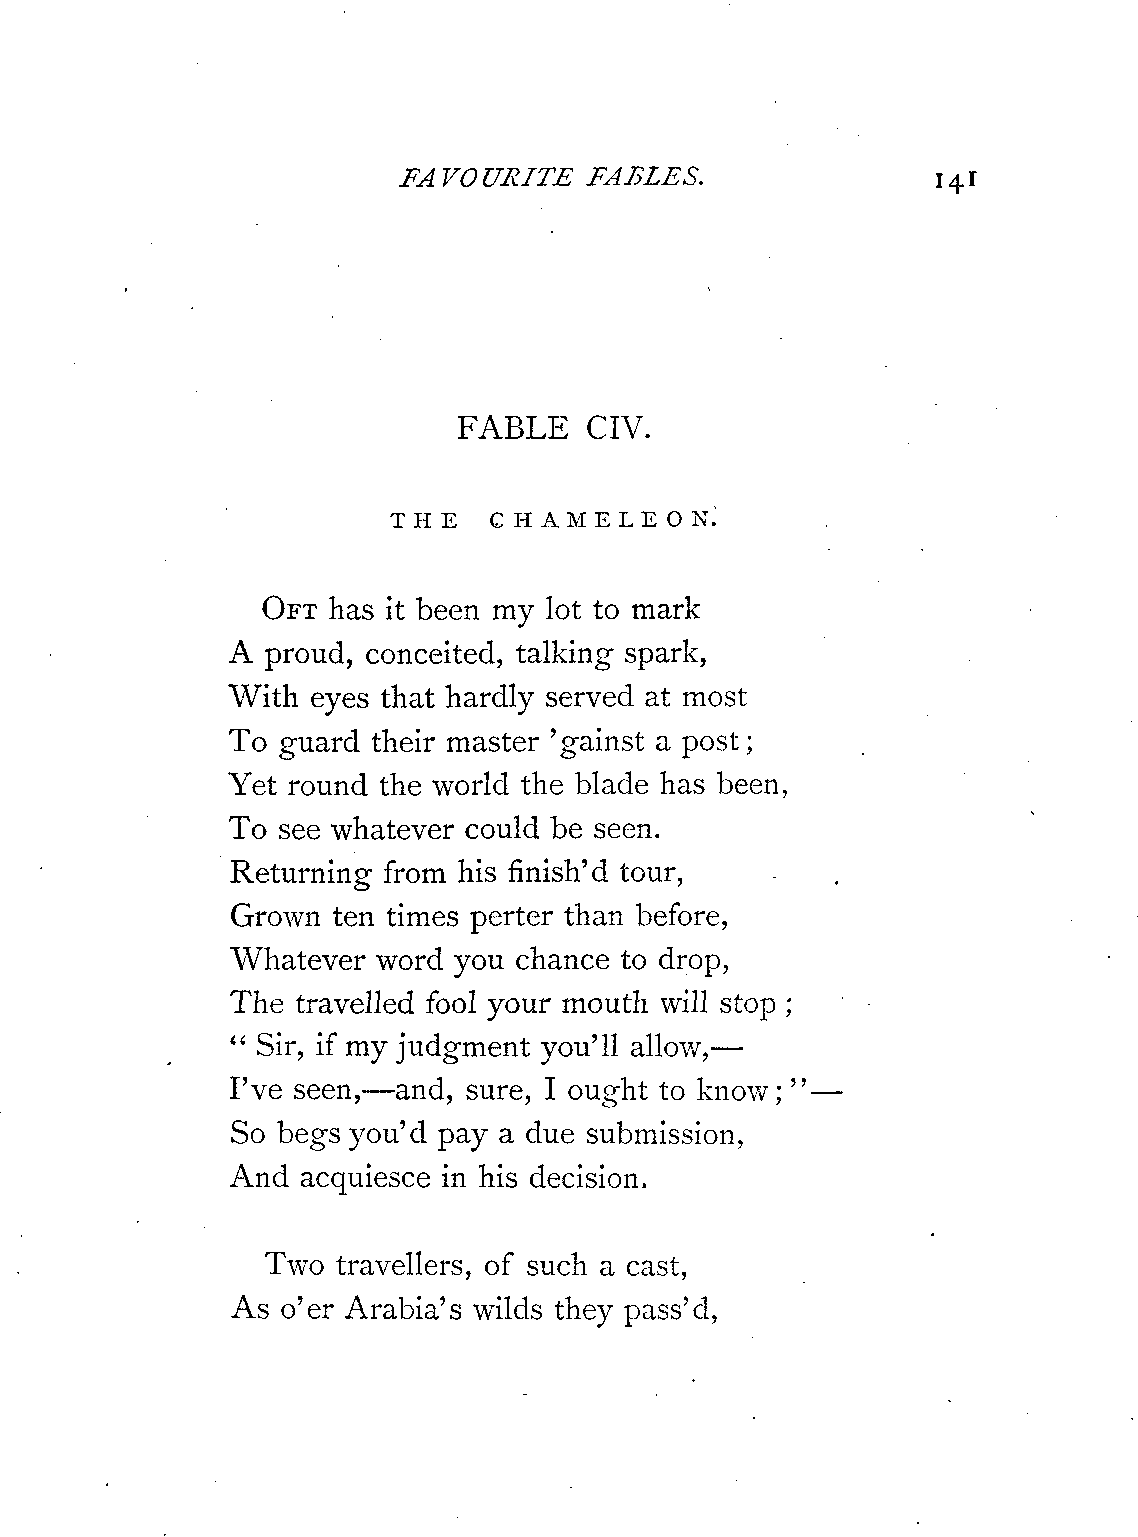 FAVOURITE FABLES. 141
FABLE CIV.
THE CHAMELEON.
OFT has it been my lot to mark
A proud, conceited, talking spark,
With eyes that hardly served at most
To guard their master 'gainst a post;
Yet round the world the blade has been,
To see whatever could be seen.
Returning from his finish'd tour,
Grown ten times perter than before,
Whatever word you chance to drop,
The travelled fool your mouth will stop;
"Sir, if my judgment you'll allow,—
I've seen,—and, sure, I ought to know;"—
So begs you'd pay a due submission,
And acquiesce in his decision.
Two travellers, of such a cast,
As o'er Arabia's wilds they pass'd,